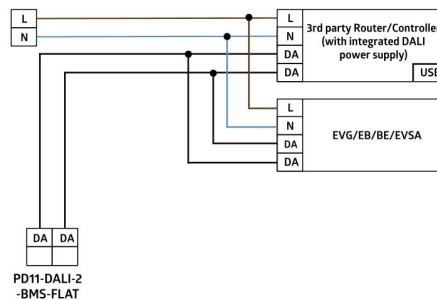 L
N
L
N
DA
DA
3rd party Router/Controller
(with integrated DALI
power supply)
USB
L
N
DA
DA
EVG/EB/BE/EVSA
DA DA
PD11-DALI-2
-BMS-FLAT